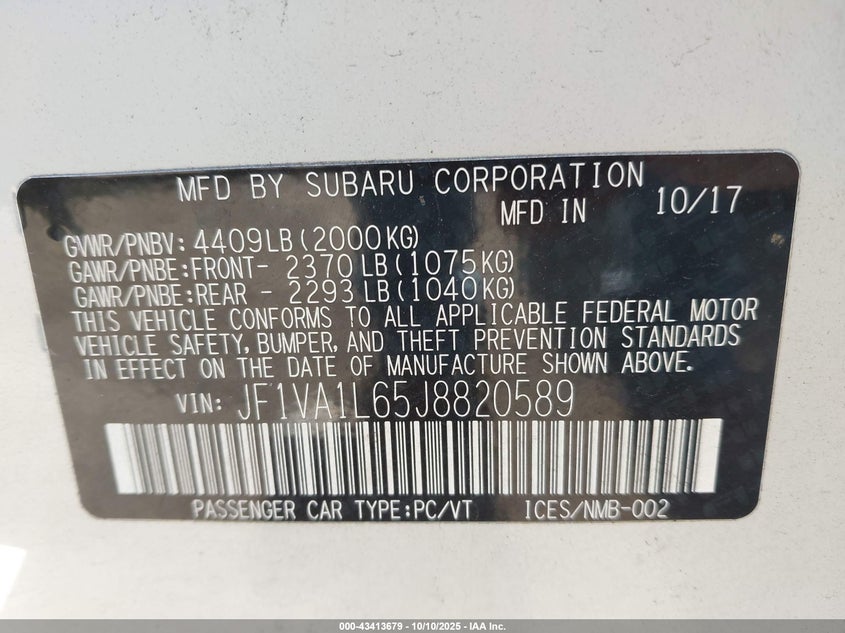 MFD BY SUBARU CORPORATION
MFD IN 10/17
GVWR/PNBV: 4409LB(2000KG)
GAWR/PNBE:FRONT- 2370 LB(1075KG)
GAWR/PNBE:REAR - 2293 LB(1040KG)
THIS VEHICLE CONFORMS TO ALL APPLICABLE FEDERAL MOTOR
VEHICLE SAFETY, BUMPER, AND THEFT PREVENTION STANDARDS
IN EFFECT ON THE DATE OF MANUFACTURE SHOWN ABOVE.
VIN: JF1VA1L65J8820589
PASSENGER CAR TYPE:PC/VT ICES/NMB-002
000-43413679 - 10/10/2025 - IAA Inc.